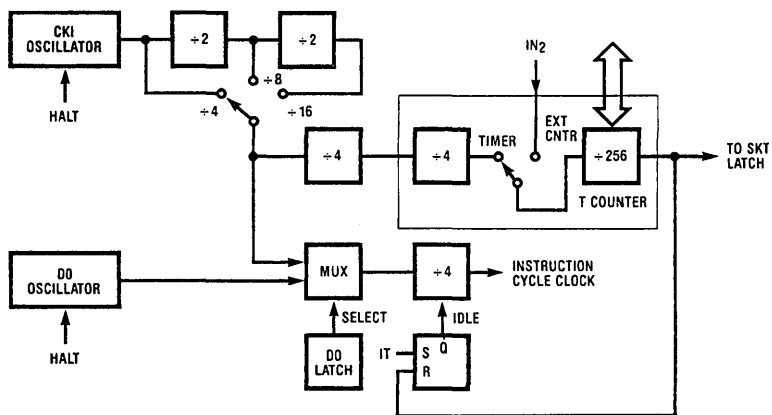 CKI
OSCILLATOR
÷2
÷2
HALT
÷4
÷8
÷16
IN2
÷4
÷4
TIMER
EXT
CNTR
÷256
T COUNTER
TO SKT
LATCH
DO
OSCILLATOR
HALT
MUX
÷4
INSTRUCTION
CYCLE CLOCK
SELECT
IDLE
DO
LATCH
IT
S
Q
R